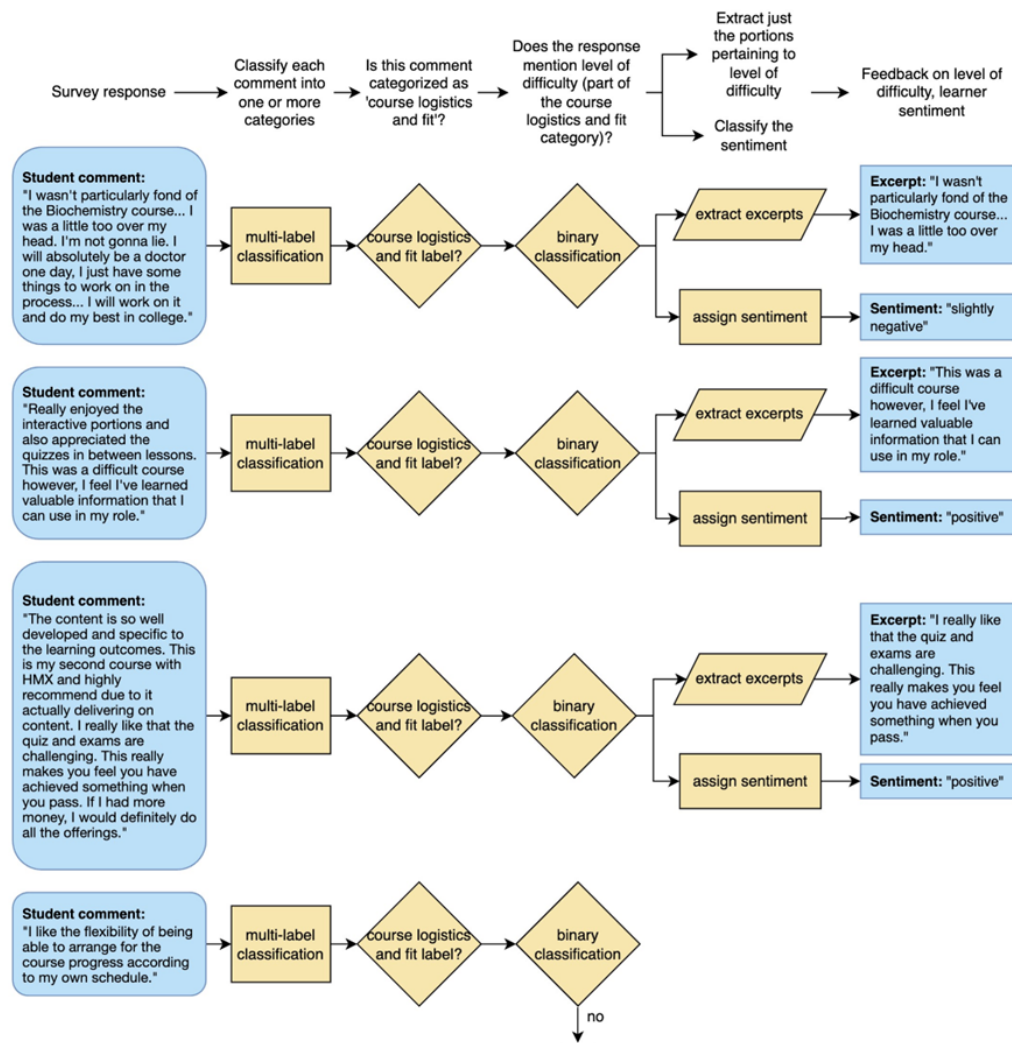 Survey response
Classify each
comment into
one or more
categories
Is this comment
categorized as
'course logistics
and fit'?
Does the response
mention level of
difficulty (part of
the course
logistics and fit
category)?
Extract just
the portions
pertaining to
level of
difficulty
Classify the
sentiment
Feedback on level of
difficulty, learner
sentiment
Student comment:
"I wasn't particularly fond of
the Biochemistry course... I
was a little too over my
head. I'm not gonna lie. I
will absolutely be a doctor
one day, I just have some
things to work on in the
process... I will work on it
and do my best in college."
multi-label
classification
course logistics
and fit label?
binary
classification
extract excerpts
Excerpt: "I wasn't
particularly fond of the
Biochemistry course...
I was a little too over
my head."
assign sentiment
Sentiment: "slightly
negative"
Student comment:
"Really enjoyed the
interactive portions and
also appreciated the
quizzes in between lessons.
This was a difficult course
however, I feel I've learned
valuable information that I
can use in my role."
multi-label
classification
course logistics
and fit label?
binary
classification
extract excerpts
Excerpt: "This was a
difficult course
however, I feel I've
learned valuable
information that I can
use in my role."
assign sentiment
Sentiment: "positive"
Student comment:
"The content is so well
developed and specific to
the learning outcomes. This
is my second course with
HMX and highly
recommend due to it
actually delivering on
content. I really like that the
quiz and exams are
challenging. This really
makes you feel you have
achieved something when
you pass. If I had more
money, I would definitely do
all the offerings."
multi-label
classification
course logistics
and fit label?
binary
classification
extract excerpts
Excerpt: "I really like
that the quiz and
exams are
challenging. This
really makes you feel
you have achieved
something when you
pass."
assign sentiment
Sentiment: "positive"
Student comment:
"I like the flexibility of being
able to arrange for the
course progress according
to my own schedule."
multi-label
classification
course logistics
and fit label?
binary
classification
no